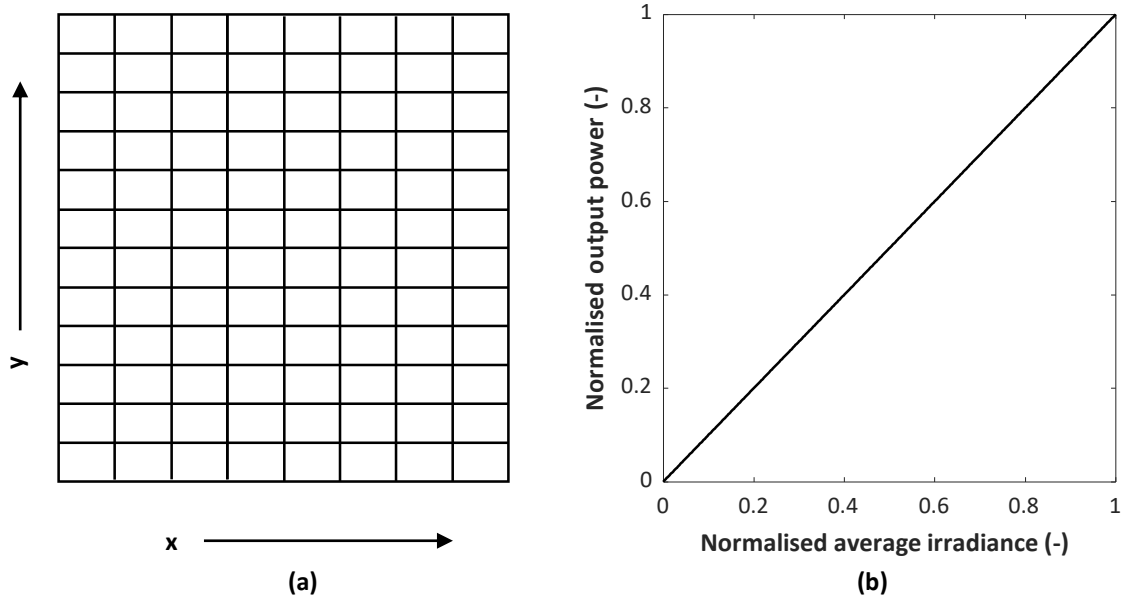 y
x
(a)
Normalised output power (-)
1
0.8
0.6
0.4
0.2
0
0
0.2
0.4
0.6
0.8
1
Normalised average irradiance (-)
(b)